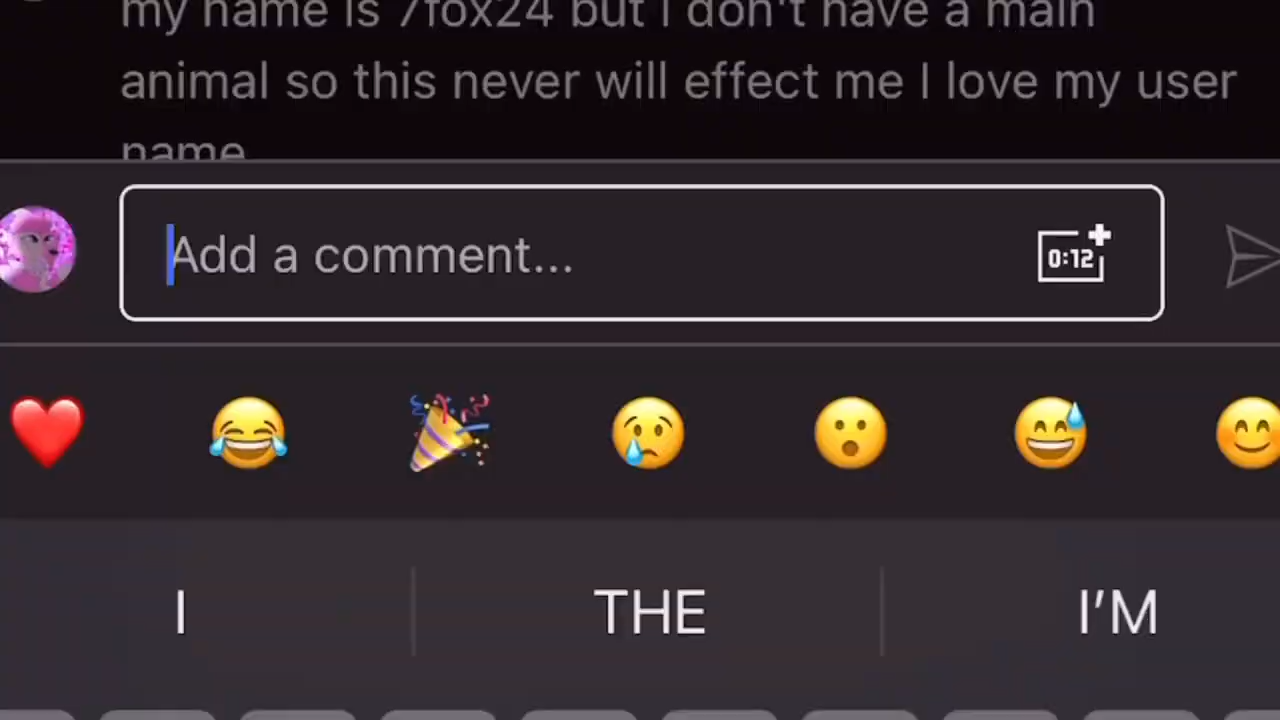 my name is 7fox24 but I don't have a main
animal so this never will effect me I love my user
name
Add a comment...
0:12
I
THE
I'M